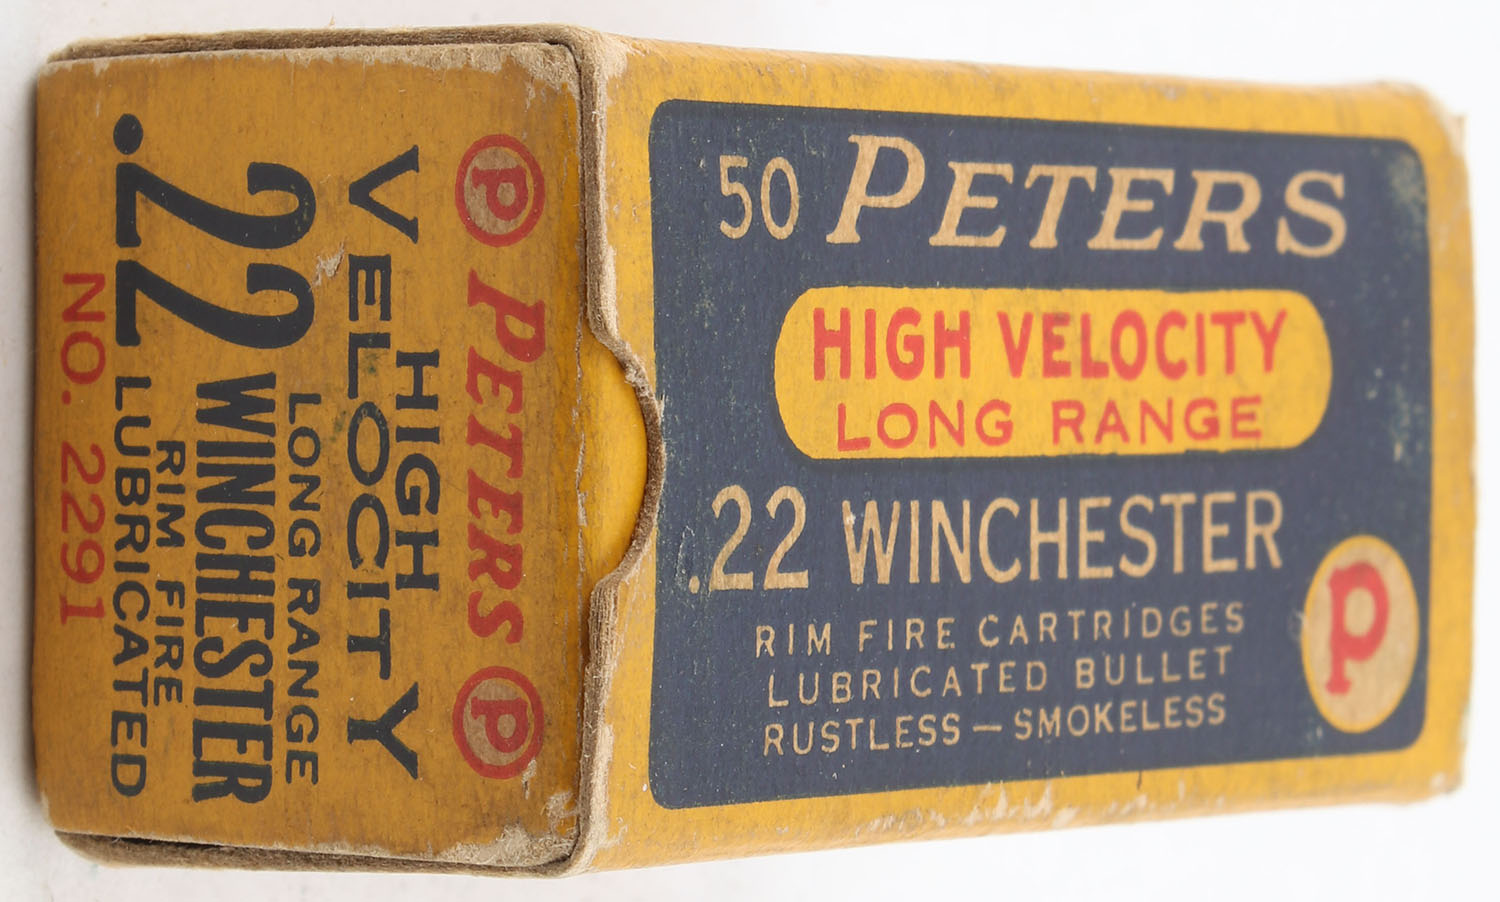 50 PETERS
HIGH VELOCITY
LONG RANGE
.22 WINCHESTER
RIM FIRE CARTRIDGES
LUBRICATED BULLET
RUSTLESS — SMOKELESS
P
P PETERS P
HIGH
VELOCITY
LONG RANGE
.22 WINCHESTER
RIM FIRE
LUBRICATED
NO. 2291